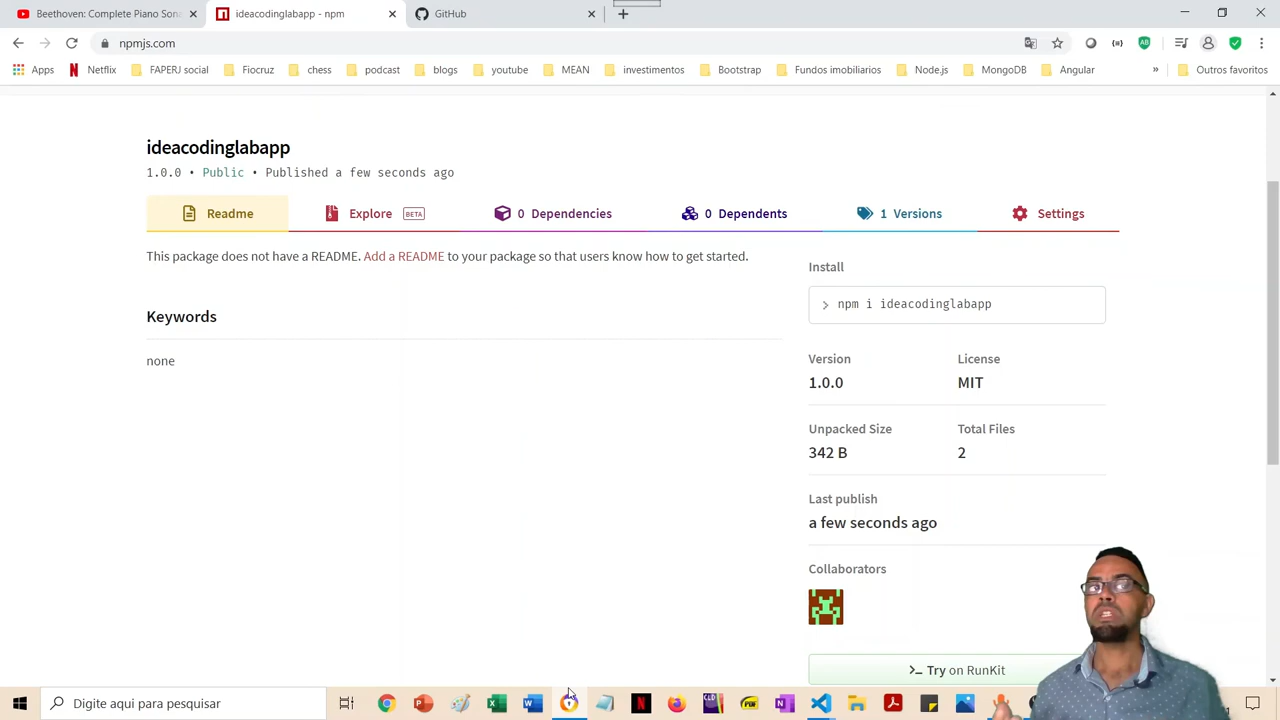 Beethoven: Complete Piano Son
ideacodinglabapp - npm
GitHub
npmjs.com
Apps
Netflix
FAPERJ social
Fiocruz
chess
podcast
blogs
youtube
MEAN
investimentos
Bootstrap
Fundos imobiliarios
Node.js
MongoDB
Angular
»
Outros favoritos
ideacodinglabapp
1.0.0 • Public • Published a few seconds ago
Readme
Explore BETA
0 Dependencies
0 Dependents
1 Versions
Settings
This package does not have a README. Add a README to your package so that users know how to get started.
Keywords
none
Install
> npm i ideacodinglabapp
Version
1.0.0
License
MIT
Unpacked Size
342 B
Total Files
2
Last publish
a few seconds ago
Collaborators
>_ Try on RunKit
Digite aqui para pesquisar